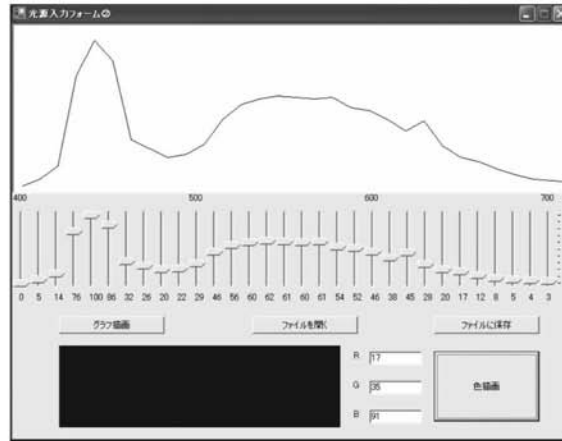 光源入力フォーム②
400 500 600 700
0 5 14 76 100 86 32 26 20 22 29 46 56 60 62 61 60 61 54 52 46 38 45 28 20 17 12 8 5 4 3
グラフ描画 ファイルを開く ファイルに保存
R 17
G 35
B 91
色描画